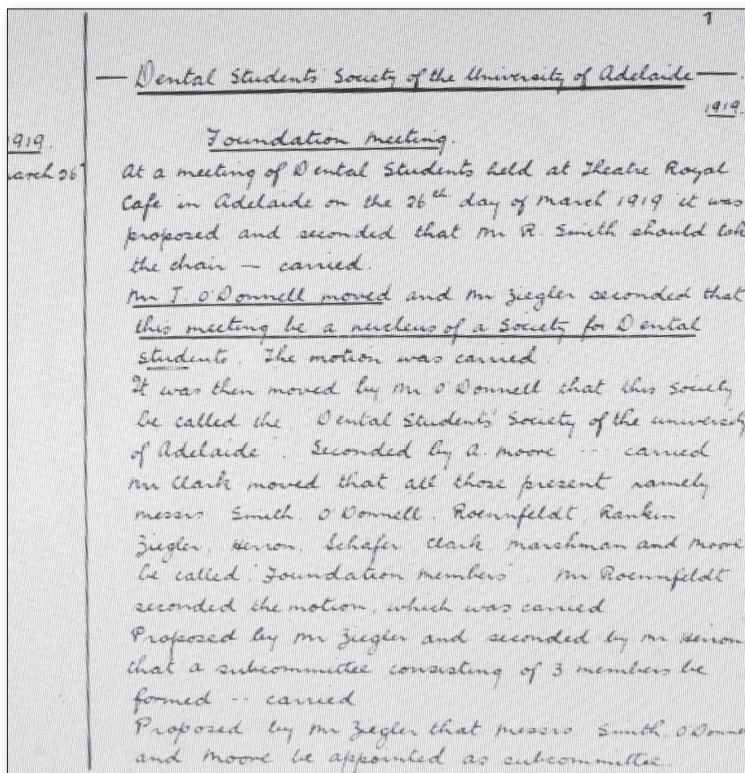 1
— Dental Students' Society of the University of Adelaide —
1919.
1919. Foundation Meeting.
March 26th At a meeting of Dental Students held at Theatre Royal
Cafe in Adelaide on the 26th day of March 1919 it was
proposed and seconded that Mr R. Smith should
the chair — carried.
Mr T O'Donnell moved and Mr Ziegler seconded that
this meeting be a nucleus of a Society for Dental
students. The motion was carried.
It was then moved by Mr O'Donnell that this Society
be called the "Dental Students' Society of the University
of Adelaide". Seconded by A. Moore -- carried
Mr Clark moved that all those present namely
Messrs Smith, O'Donnell, Roennfeldt, Rankin
Ziegler, Herron, Schafer Clark Marshman and Moore
be called "Foundation Members". Mr Roennfeldt
seconded the motion, which was carried
Proposed by Mr Ziegler and seconded by Mr Herron
that a subcommittee consisting of 3 members be
formed -- carried
Proposed by Mr Ziegler that Messrs Smith, O'Donne
and Moore be appointed as subcommittee.